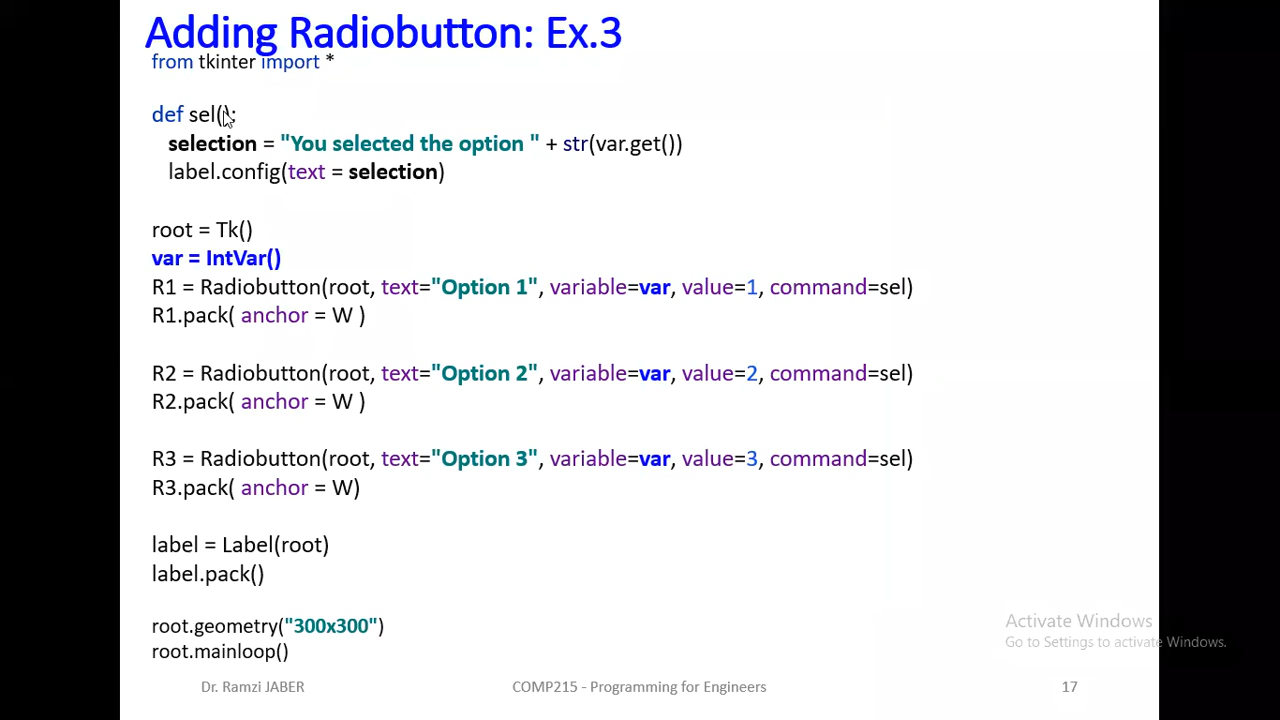 Adding Radiobutton: Ex.3
from tkinter import *
def sel():
selection = "You selected the option " + str(var.get())
label.config(text = selection)
root = Tk()
var = IntVar()
R1 = Radiobutton(root, text="Option 1", variable=var, value=1, command=sel)
R1.pack( anchor = W )
R2 = Radiobutton(root, text="Option 2", variable=var, value=2, command=sel)
R2.pack( anchor = W )
R3 = Radiobutton(root, text="Option 3", variable=var, value=3, command=sel)
R3.pack( anchor = W)
label = Label(root)
label.pack()
root.geometry("300x300")
root.mainloop()
Activate Windows
Go to Settings to activate Windows.
Dr. Ramzi JABER
COMP215 - Programming for Engineers
17